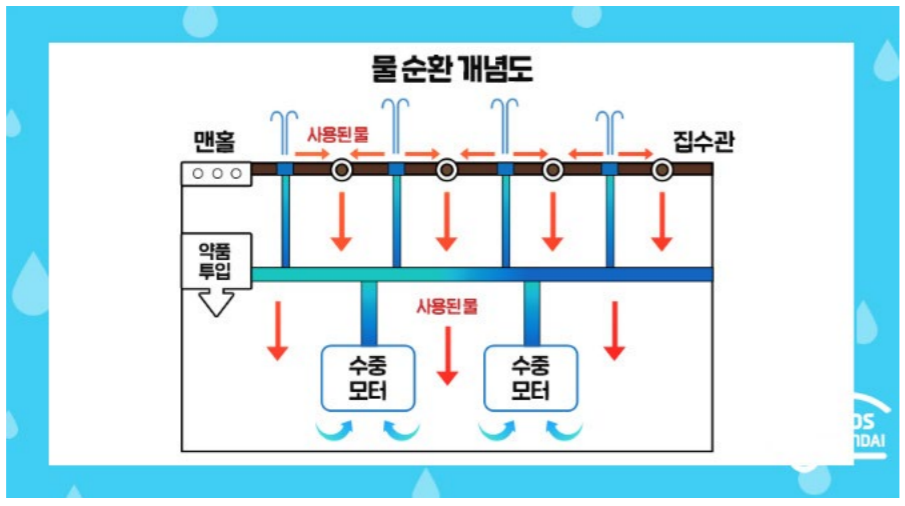 물 순환 개념도
맨홀
사용된 물
집수관
약품
투입
사용된 물
수중
모터
수중
모터